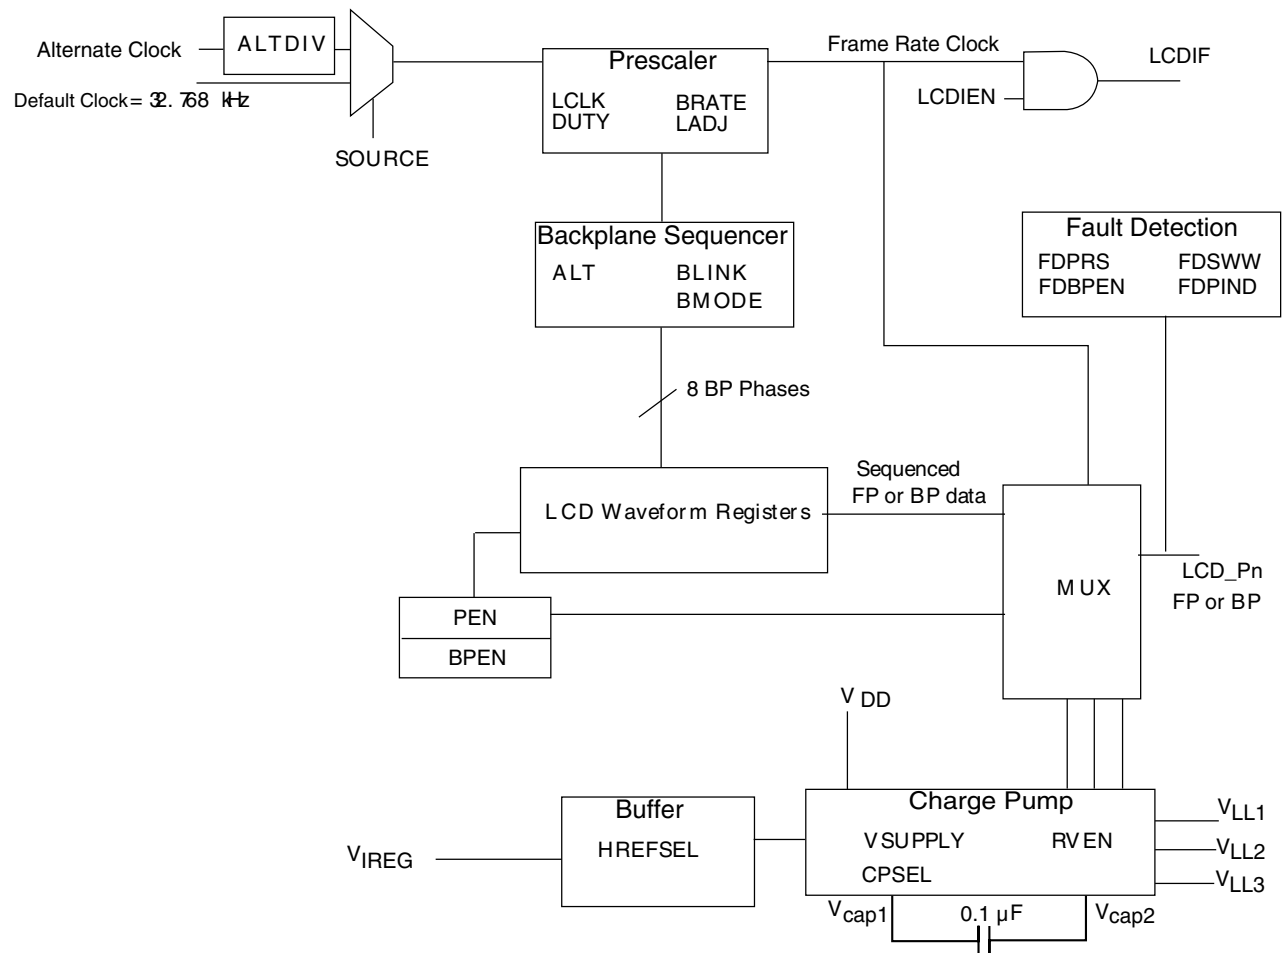 Alternate Clock
ALTDIV
Default Clock = 32.768 kHz
SOURCE
Prescaler
LCLK BRATE
DUTY LADJ
Frame Rate Clock
LCDIEN
LCDIF
Backplane Sequencer
ALT BLINK
BMODE
Fault Detection
FDPRS FDSWW
FDBPEN FDPIND
8 BP Phases
LCD Waveform Registers
Sequenced
FP or BP data
MUX
LCD_Pn
FP or BP
PEN
BPEN
VDD
Buffer
HREFSEL
VIREG
Charge Pump
VSUPPLY RVEN
CPSEL
VLL1
VLL2
VLL3
Vcap1
0.1 µF
Vcap2